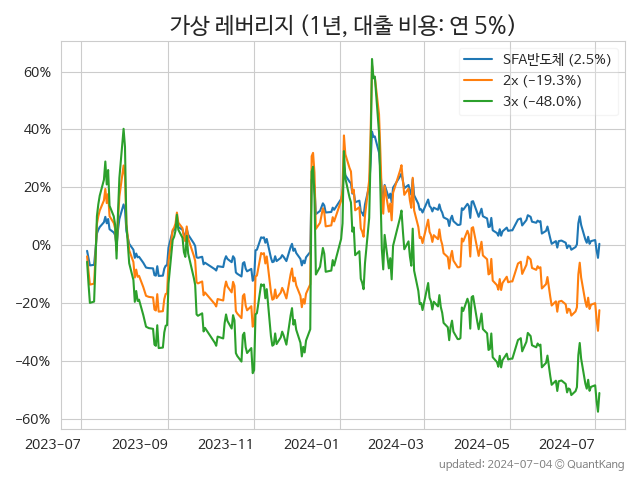 가상 레버리지 (1년, 대출 비용: 연 5%)
SFA반도체 (2.5%)
2x (−19.3%)
3x (−48.0%)
60%
40%
20%
0%
−20%
−40%
−60%
2023-07
2023-09
2023-11
2024-01
2024-03
2024-05
2024-07
updated: 2024-07-04 © QuantKang